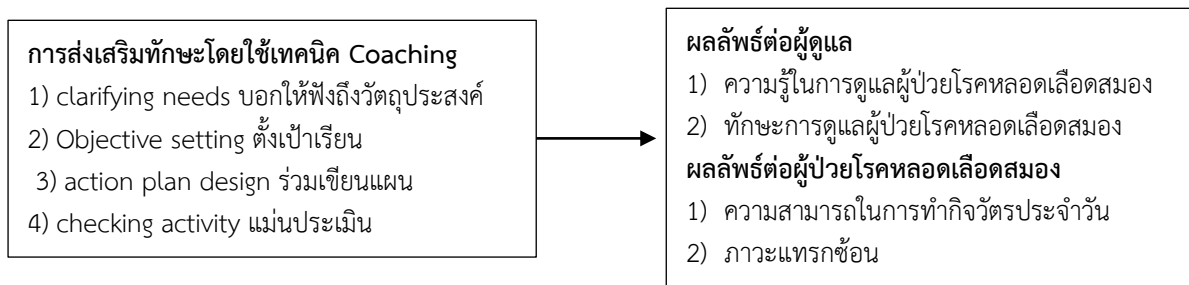 การส่งเสริมทักษะโดยใช้เทคนิค Coaching
1) clarifying needs บอกให้ฟังถึงวัตถุประสงค์
2) Objective setting ตั้งเป้าเรียน
3) action plan design ร่วมเขียนแผน
4) checking activity แม่นประเมิน
ผลลัพธ์ต่อผู้ดูแล
1) ความรู้ในการดูแลผู้ป่วยโรคหลอดเลือดสมอง
2) ทักษะการดูแลผู้ป่วยโรคหลอดเลือดสมอง
ผลลัพธ์ต่อผู้ป่วยโรคหลอดเลือดสมอง
1) ความสามารถในการทำกิจวัตรประจำวัน
2) ภาวะแทรกซ้อน